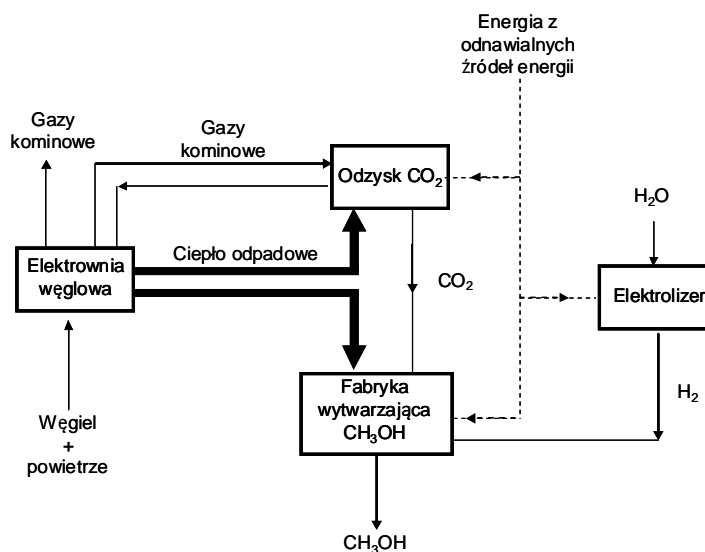 Energia z
odnawialnych
źródeł energii
Gazy
kominowe
Gazy
kominowe
Odzysk CO₂
H₂O
Ciepło odpadowe
Elektrownia
węglowa
CO₂
Elektrolizer
Fabryka
wytwarzająca
CH₃OH
H₂
Węgiel
+
powietrze
CH₃OH